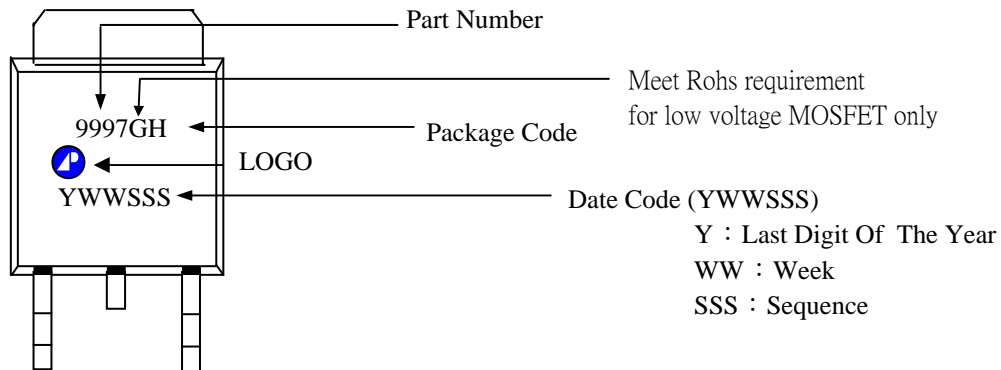 Part Number
Meet Rohs requirement
for low voltage MOSFET only
9997GH
Package Code
LOGO
YWWSSS
Date Code (YWWSSS)
Y：Last Digit Of The Year
WW：Week
SSS：Sequence